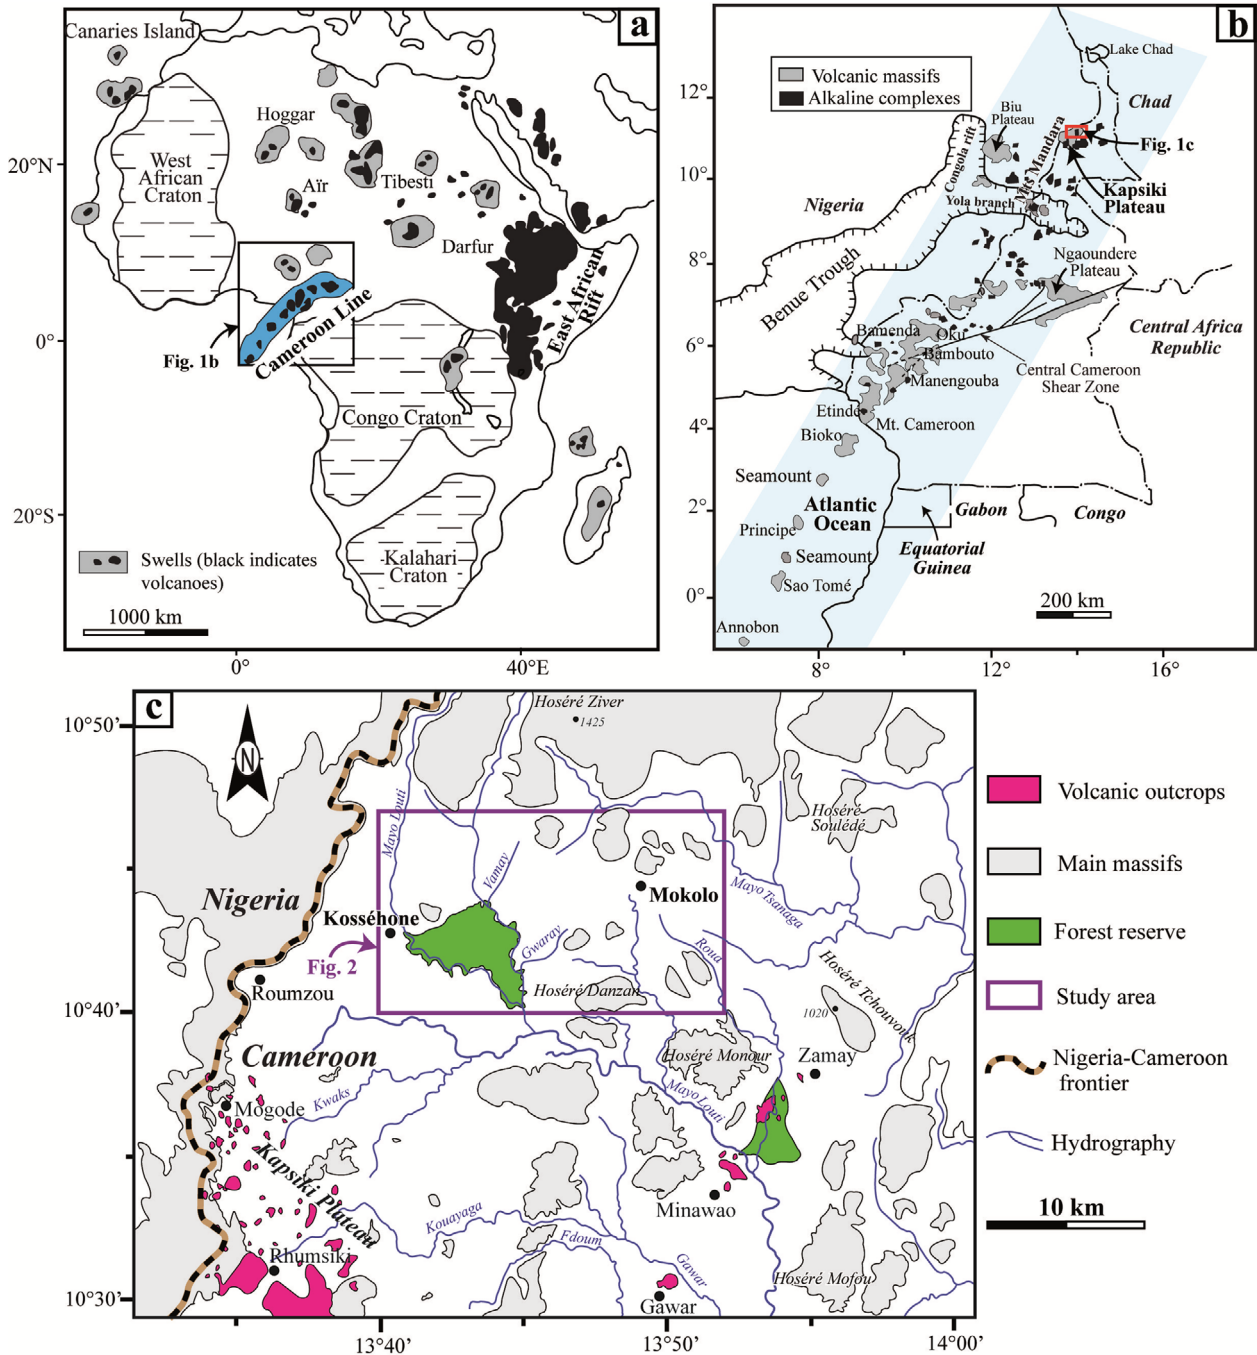 a
Canaries Island
Hoggar
West
African
Craton
20°N
Aïr
Tibesti
Darfur
East African
Rift
Cameroon Line
Fig. 1b
0°
Congo Craton
20°S
Kalahari
Craton
Swells (black indicates
volcanoes)
1000 km
0°
40°E
b
Lake Chad
Volcanic massifs
Alkaline complexes
12°
Chad
Biu
Plateau
Mts Mandara
Congola rift
Fig. 1c
10°
Kapsiki
Plateau
Nigeria
Yola branch
8°
Ngaoundere
Plateau
Benue Trough
Central Africa
Republic
Bamenda
Oku
6°
Bambouto
Central Cameroon
Shear Zone
Manengouba
Etinde
Mt. Cameroon
4°
Bioko
Seamount
Atlantic
Ocean
2°
Gabon
Congo
Principe
Equatorial
Guinea
Seamount
Sao Tomé
0°
200 km
Annobon
8°
12°
16°
c
10°50’
N
Hoséré Ziver
1425
Mayo Louti
Hoséré
Soulédé
Vamay
Mokolo
Mayo Tsanaga
Nigeria
Kosséhone
Fig. 2
Gwaray
Roua
Roumzou
Hoséré Danzan
Hoséré Tchouvouk
10°40’
1020
Cameroon
Hoséré Monour
Zamay
Mogode
Kwaks
Mayo Louti
Kapsiki Plateau
Minawao
Kouayaga
Fdoum
Rhumsiki
Gawar
Hoséré Mofou
10°30’
Gawar
13°40’
13°50’
14°00’
Volcanic outcrops
Main massifs
Forest reserve
Study area
Nigeria-Cameroon
frontier
Hydrography
10 km